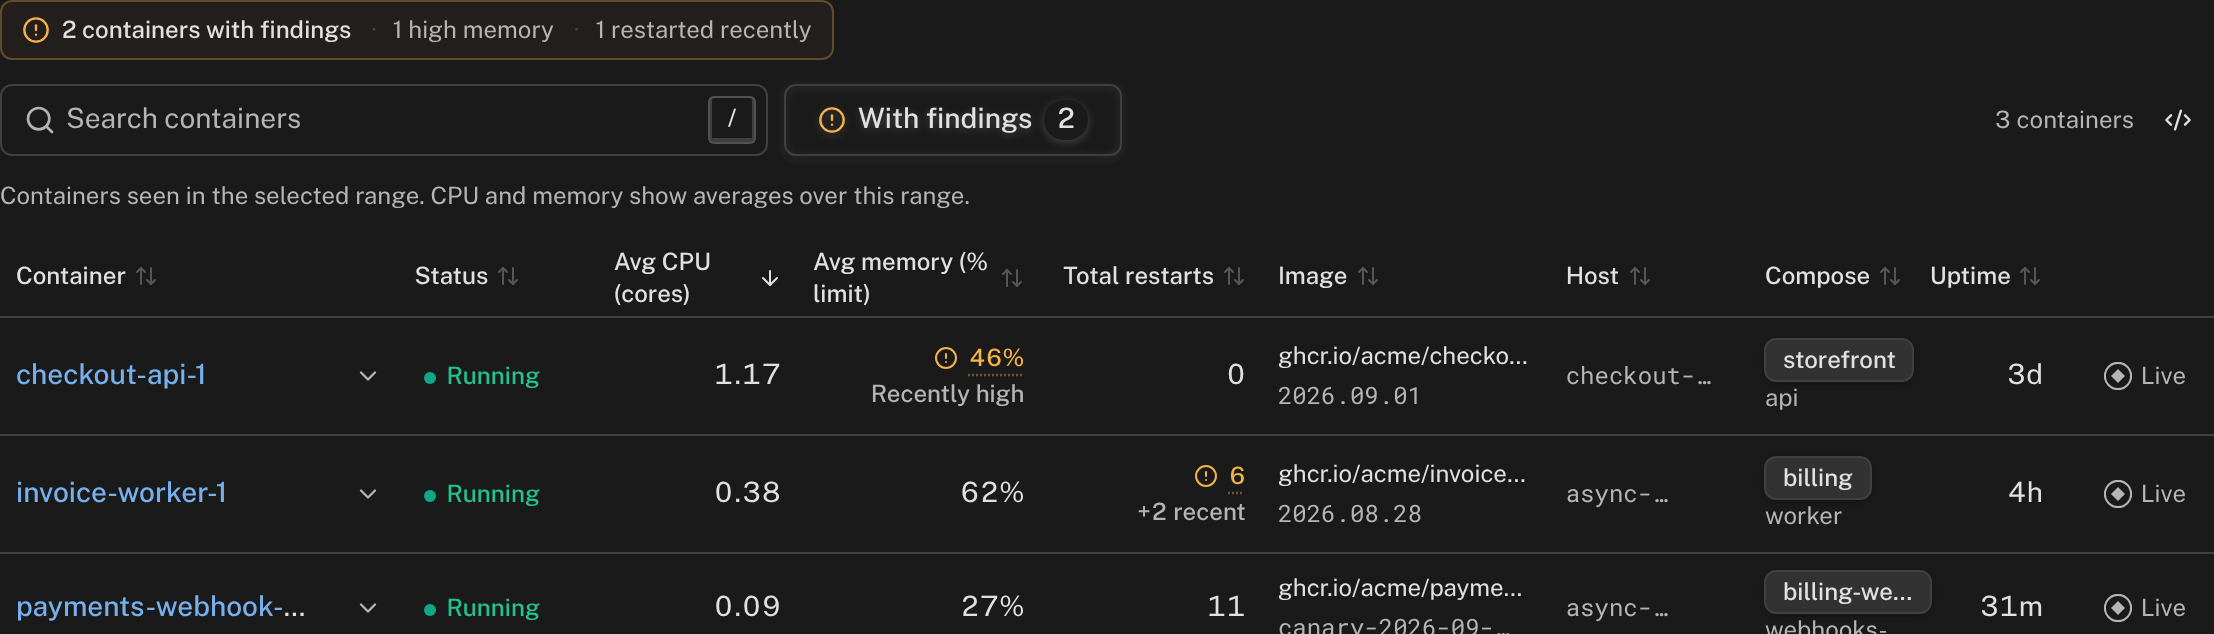 2 containers with findings · 1 high memory · 1 restarted recently
Search containers /
With findings 2
3 containers </>
Containers seen in the selected range. CPU and memory show averages over this range.
Container Status Avg CPU (cores) Avg memory (% limit) Total restarts Image Host Compose Uptime
checkout-api-1 Running 1.17 46% 0 ghcr.io/acme/checko... checkout-... storefront 3d Live
Recently high 2026.09.01 api
invoice-worker-1 Running 0.38 62% 6 ghcr.io/acme/invoice... async-... billing 4h Live
+2 recent 2026.08.28 worker
payments-webhook-... Running 0.09 27% 11 ghcr.io/acme/payme... async-... billing-we... 31m Live
canary-2026-09-... webhooks-